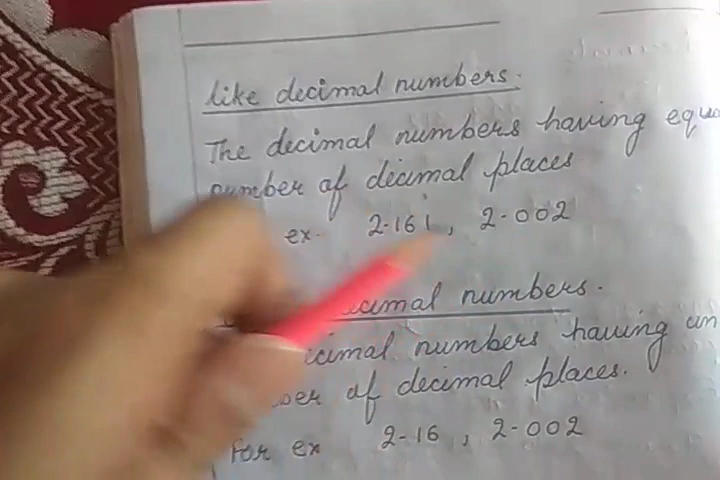 like decimal numbers.
The decimal numbers having
number of decimal places
ex. 2.161, 2.002
numbers.
numbers having
of decimal places.
For ex 2.16, 2.002